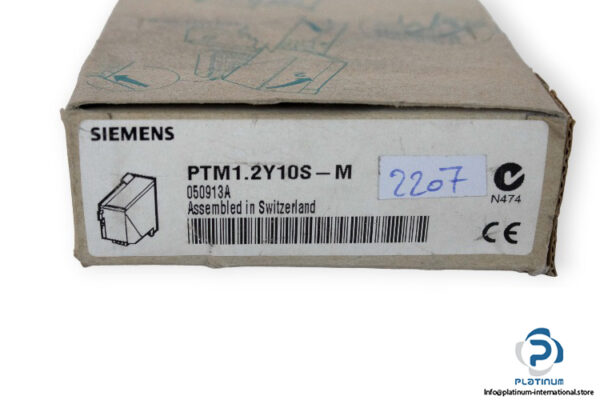 SIEMENS
PTM1.2Y10S-M
050913A
Assembled in Switzerland
2207
N474
CE
PLATINUM
Info@platinum-international.store